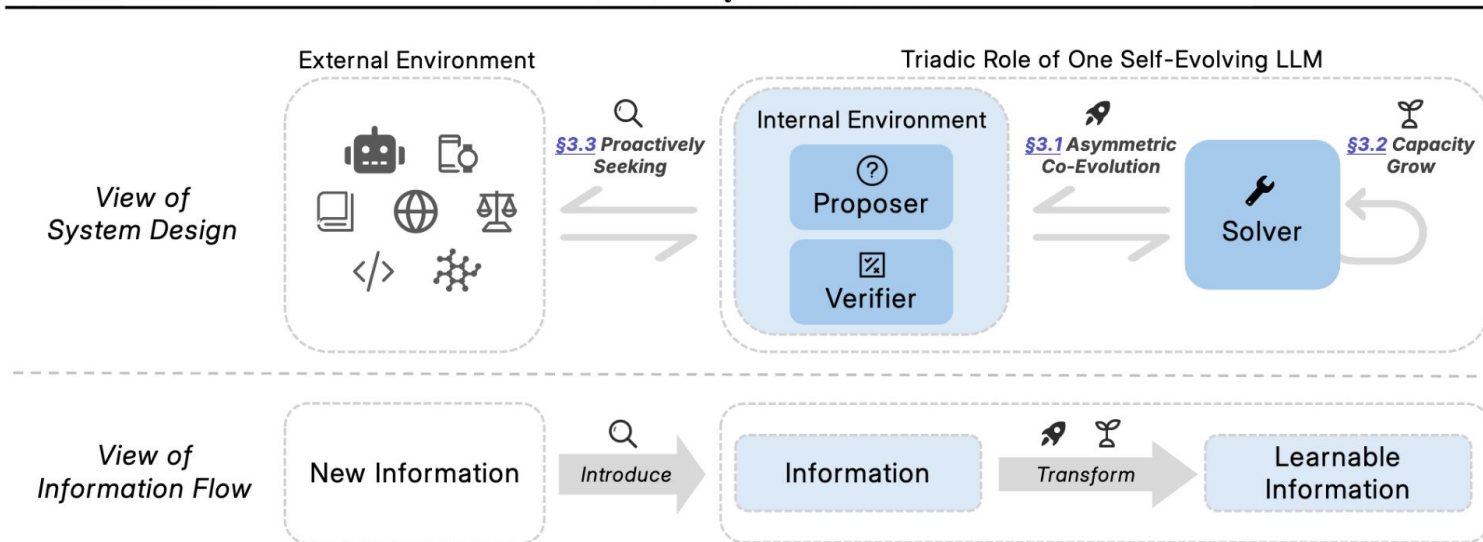 External Environment
Triadic Role of One Self-Evolving LLM
View of
System Design
§3.3 Proactively
Seeking
Internal Environment
Proposer
Verifier
§3.1 Asymmetric
Co-Evolution
Solver
§3.2 Capacity
Grow
View of
Information Flow
New Information
Introduce
Information
Transform
Learnable
Information